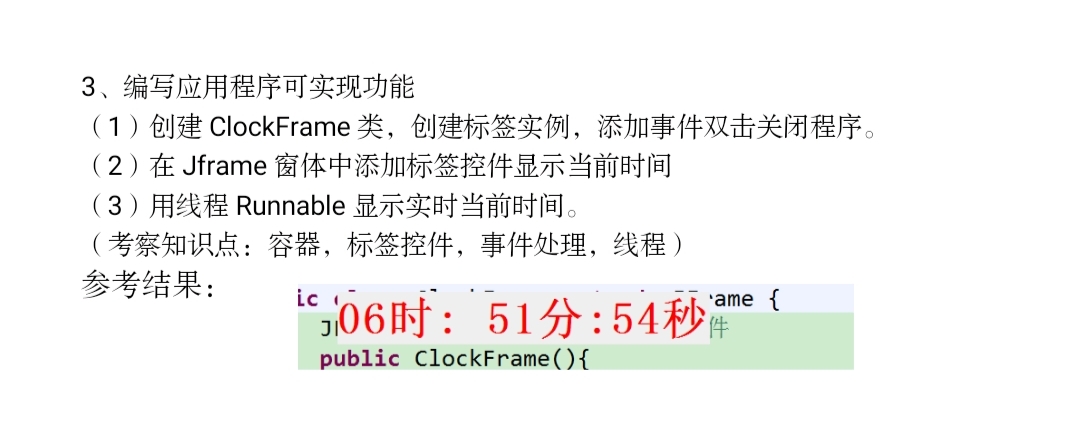 3、编写应用程序可实现功能
（1）创建 ClockFrame 类，创建标签实例，添加事件双击关闭程序。
（2）在 Jframe 窗体中添加标签控件显示当前时间
（3）用线程 Runnable 显示实时当前时间。
（考察知识点：容器，标签控件，事件处理，线程）
参考结果：
ic ame {
06时：51分:54秒
件
public ClockFrame(){